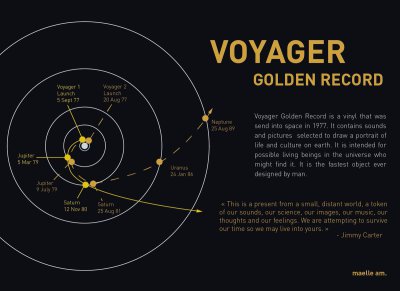 VOYAGER
GOLDEN RECORD
Voyager 1
Launch
5 Sept 77
Voyager 2
Launch
20 Aug 77
Neptune
25 Aug 89
Jupiter
5 Mar 79
Jupiter
9 July 79
Uranus
24 Jan 86
Saturn
12 Nov 80
Saturn
25 Aug 81
Voyager Golden Record is a vinyl that was
send into space in 1977. It contains sounds
and pictures selected to draw a portrait of
life and culture on earth. It is intended for
possible living beings in the universe who
might find it. It is the fastest object ever
designed by man.
« This is a present from a small, distant world, a token
of our sounds, our science, our images, our music, our
thoughts and our feelings. We are attempting to survive
our time so we may live into yours. »
- Jimmy Carter
maelle am.